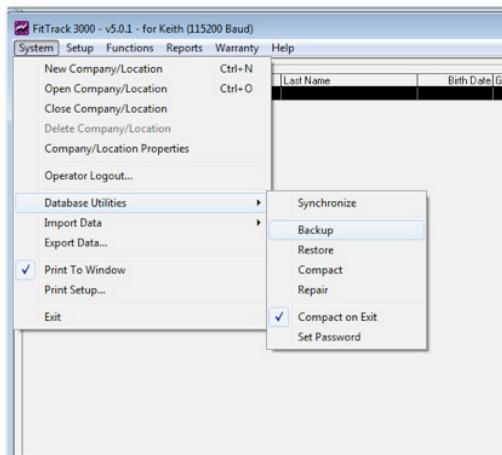 FitTrack 3000 - v5.0.1 - for Keith (115200 Baud)
System Setup Functions Reports Warranty Help
New Company/Location Ctrl+N
Open Company/Location Ctrl+O
Close Company/Location
Delete Company/Location
Company/Location Properties
Operator Logout...
Database Utilities
Import Data
Export Data...
Print To Window
Print Setup...
Exit
Last Name Birth Date G
Synchronize
Backup
Restore
Compact
Repair
Compact on Exit
Set Password